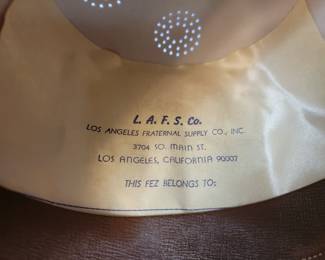 L. A. F. S. Co.
LOS ANGELES FRATERNAL SUPPLY CO., INC.
3704 SO. MAIN ST.
LOS ANGELES, CALIFORNIA 90007
THIS FEZ BELONGS TO: